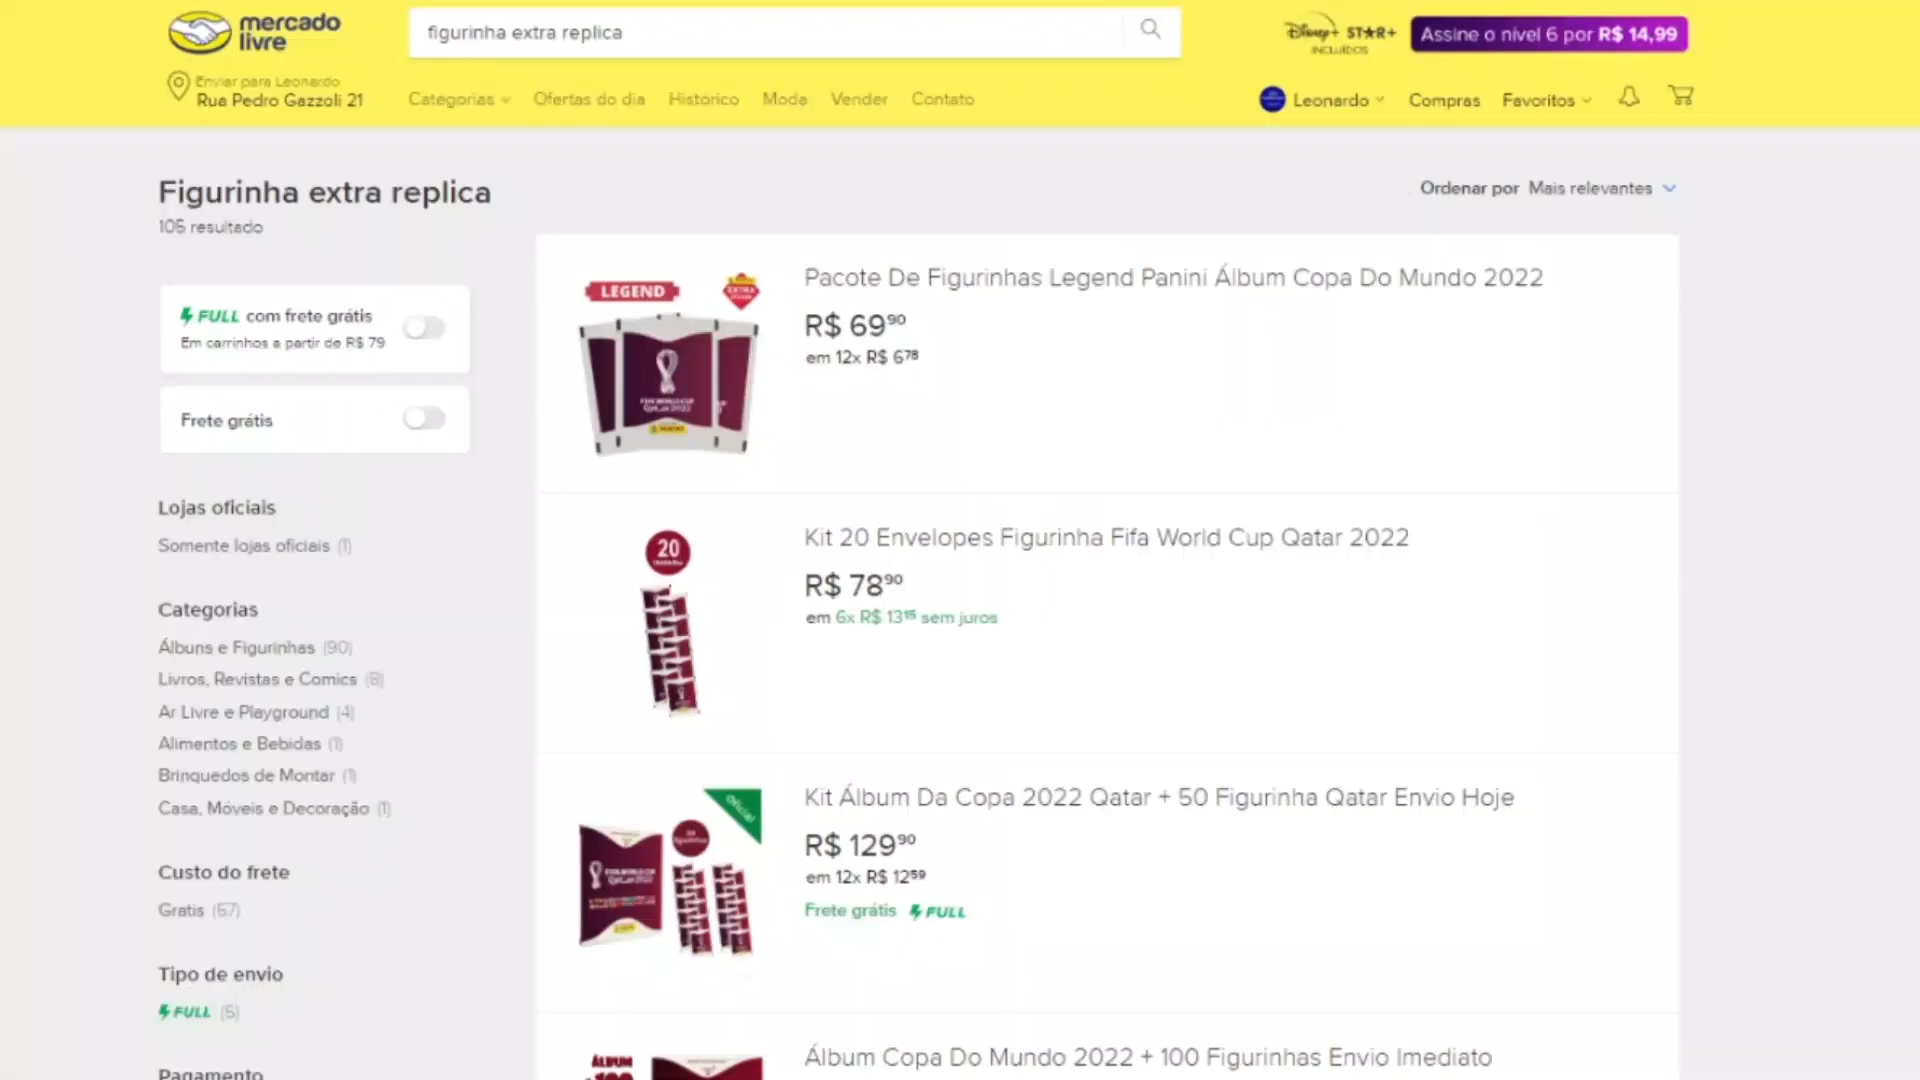 mercado
livre
figurinha extra replica
Disney+ STAR+
INCLUÍDOS
Assine o nível 6 por R$ 14,99
Enviar para Leonardo
Rua Pedro Gazzoli 21
Categorias
Ofertas do dia
Histórico
Moda
Vender
Contato
Leonardo
Compras
Favoritos
Figurinha extra replica
105 resultado
Ordenar por Mais relevantes
FULL com frete grátis
Em carrinhos a partir de R$ 79
Frete grátis
Lojas oficiais
Somente lojas oficiais (1)
Categorias
Álbuns e Figurinhas (90)
Livros, Revistas e Comics (8)
Ar Livre e Playground (4)
Alimentos e Bebidas (1)
Brinquedos de Montar (1)
Casa, Móveis e Decoração (1)
Custo do frete
Gratis (57)
Tipo de envio
FULL (5)
Pagamento
LEGEND
EXTRA
Pacote De Figurinhas Legend Panini Álbum Copa Do Mundo 2022
R$ 69 90
em 12x R$ 6 78
20
Kit 20 Envelopes Figurinha Fifa World Cup Qatar 2022
R$ 78 90
em 6x R$ 13 15 sem juros
Oficial
Kit Álbum Da Copa 2022 Qatar + 50 Figurinha Qatar Envio Hoje
R$ 129 90
em 12x R$ 12 59
Frete grátis FULL
ÁLBUM
Álbum Copa Do Mundo 2022 + 100 Figurinhas Envio Imediato